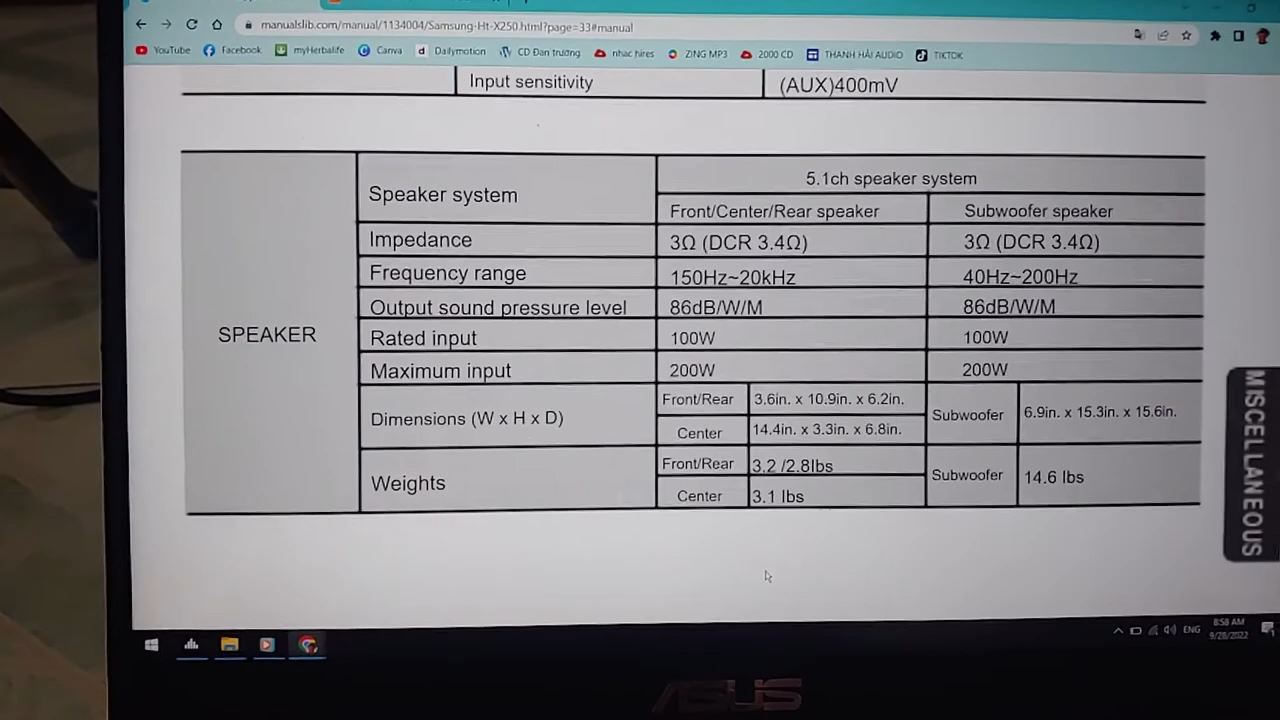 manualslib.com/manual/1134004/Samsung-Ht-X250.html?page=33#manual
YouTube Facebook myHerbalife Canva Dailymotion CD Đan trường nhac hires ZING MP3 2000 CD THANH HẢI AUDIO TIKTOK
Input sensitivity (AUX)400mV
SPEAKER
Speaker system 5.1ch speaker system
Front/Center/Rear speaker Subwoofer speaker
Impedance 3Ω (DCR 3.4Ω) 3Ω (DCR 3.4Ω)
Frequency range 150Hz~20kHz 40Hz~200Hz
Output sound pressure level 86dB/W/M 86dB/W/M
Rated input 100W 100W
Maximum input 200W 200W
Dimensions (W x H x D) Front/Rear 3.6in. x 10.9in. x 6.2in. Subwoofer 6.9in. x 15.3in. x 15.6in.
Center 14.4in. x 3.3in. x 6.8in.
Weights Front/Rear 3.2 /2.8lbs Subwoofer 14.6 lbs
Center 3.1 lbs
MISCELLANEOUS
ENG 8:58 AM
9/28/2022
ASUS